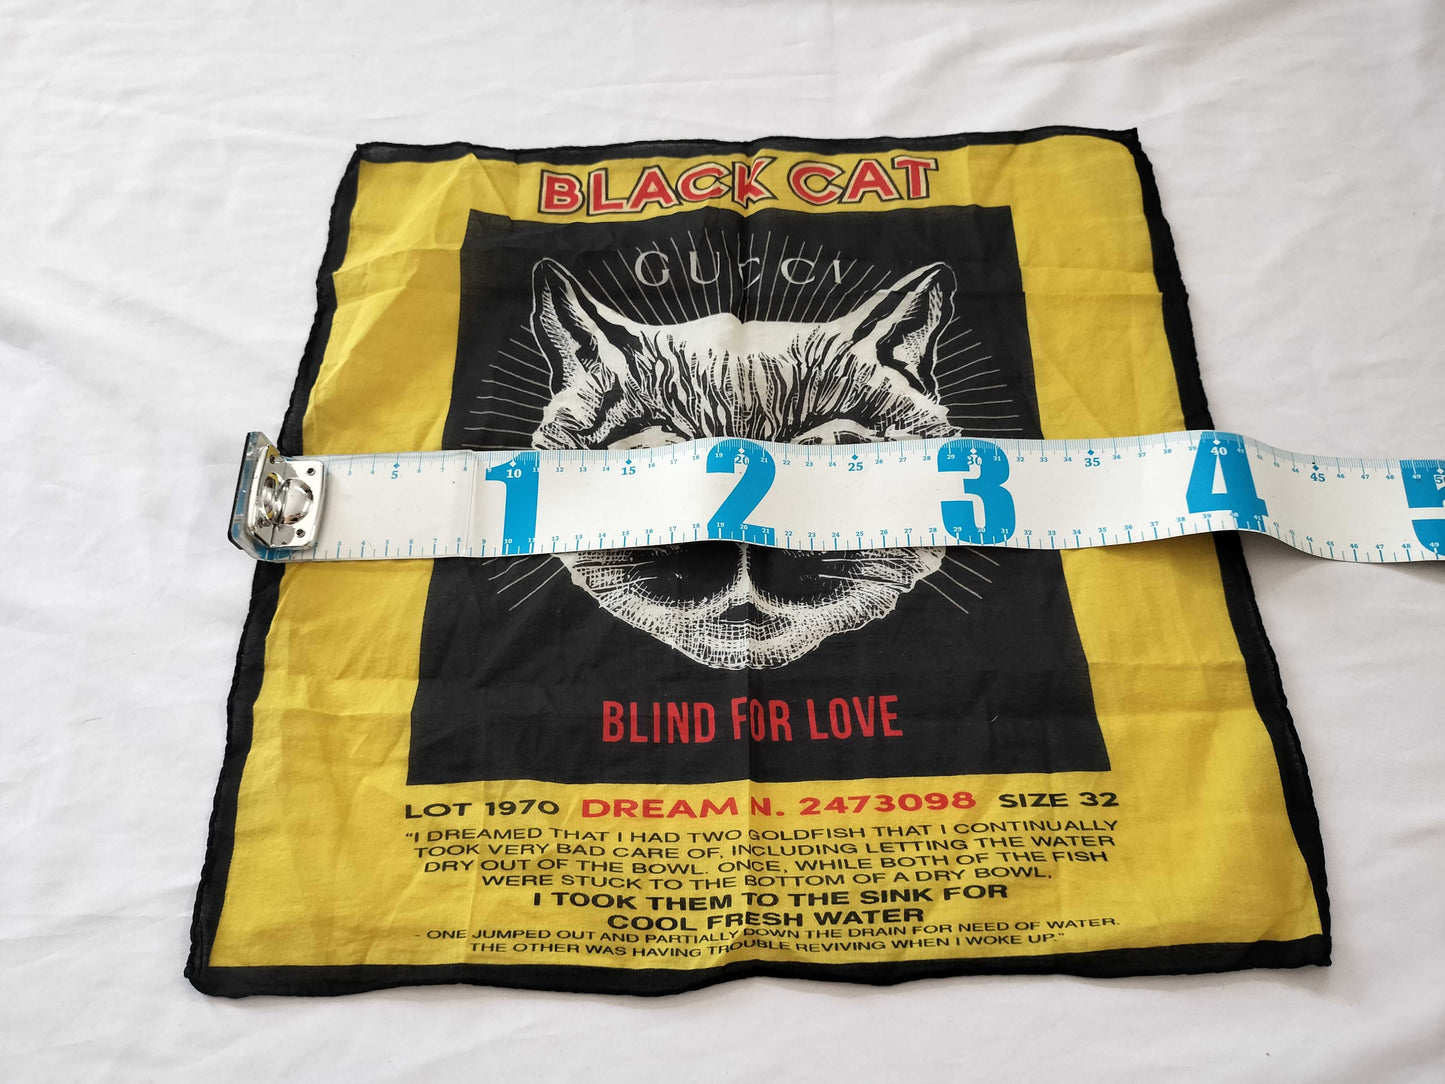 BLACK CAT
GUCCI
5 10 15 20 25 30 35 40 45 50
1 2 3 4 5
BLIND FOR LOVE
LOT 1970 DREAM N. 2473098 SIZE 32
"I DREAMED THAT I HAD TWO GOLDFISH THAT I CONTINUALLY
TOOK VERY BAD CARE OF, INCLUDING LETTING THE WATER
DRY OUT OF THE BOWL. ONCE, WHILE BOTH OF THE FISH
WERE STUCK TO THE BOTTOM OF A DRY BOWL,
I TOOK THEM TO THE SINK FOR
COOL FRESH WATER
- ONE JUMPED OUT AND PARTIALLY DOWN THE DRAIN FOR NEED OF WATER.
THE OTHER WAS HAVING TROUBLE REVIVING WHEN I WOKE UP."